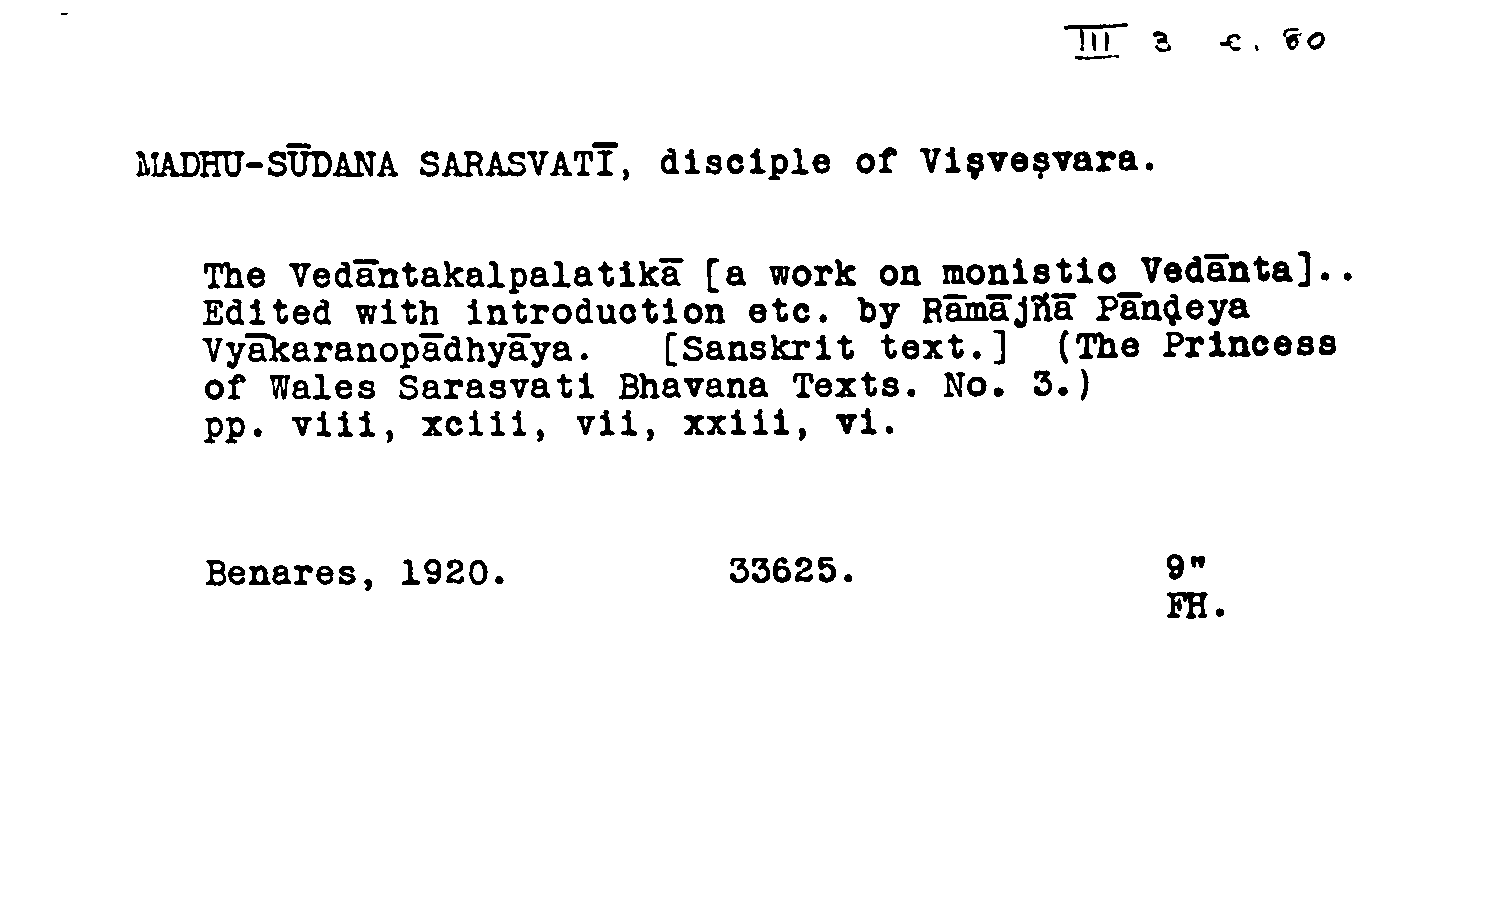 III 3 c. 60
MADHU-SŪDANA SARASVATĪ, disciple of Vișveșvara.
The Vedāntakalpalatikā [a work on monistic Vedānta]..
Edited with introduction etc. by Rāmājñā Pānḍeya
Vyākaranopādhyāya. [Sanskrit text.] (The Princess
of Wales Sarasvati Bhavana Texts. No. 3.)
pp. viii, xciii, vii, xxiii, vi.
Benares, 1920. 33625. 9"
FH.